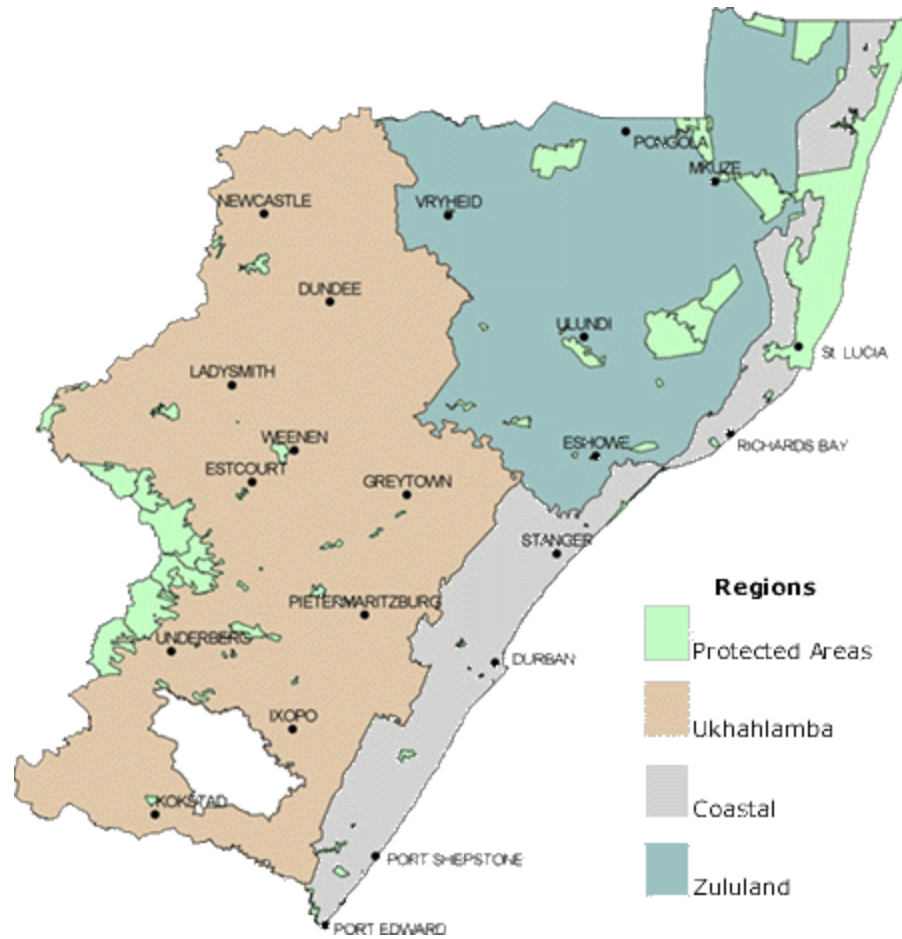 PONGOLA
MKUZE
NEWCASTLE
VRYHEID
DUNDEE
ULUNDI
St. LUCIA
LADYSMITH
WEENEN
ESHOWE
RICHARDS BAY
ESTCOURT
GREYTOWN
STANGER
Regions
PIETERMARITZBURG
UNDERBERG
DURBAN
Protected Areas
IXOPO
Ukhahlamba
KOKSTAD
Coastal
PORT SHEPSTONE
Zululand
PORT EDWARD